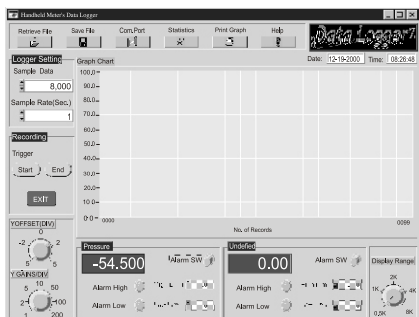 Handheld Meter's Data Logger
Retrieve File Save File Com.Port Statistics Print Graph Help
Data Logger
Logger Setting
Graph Chart
Date: 12-19-2000 Time: 08:26:48
Sample Data
8,000
Sample Rate(Sec.)
1
Recording
Trigger
Start End
EXIT
100.0
90.0
80.0
70.0
60.0
50.0
40.0
30.0
20.0
10.0
0.0
0000 0099
No. of Records
YOFFSET(DIV)
0
-2 2
-5 5
Y GAINS/DIV
5 10 50
2 100
1 200
Pressure
-54.500
Alarm SW
Alarm High
Alarm Low
Undefied
0.00
Alarm SW
Alarm High
Alarm Low
Display Range
2K
1K 4K
0.5K 8K